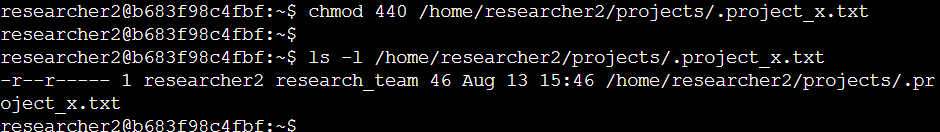 researcher2@b683f98c4fbf:~$ chmod 440 /home/researcher2/projects/.project_x.txt
researcher2@b683f98c4fbf:~$
researcher2@b683f98c4fbf:~$ ls -l /home/researcher2/projects/.project_x.txt
-r--r----- 1 researcher2 research_team 46 Aug 13 15:46 /home/researcher2/projects/.pr
oject_x.txt
researcher2@b683f98c4fbf:~$